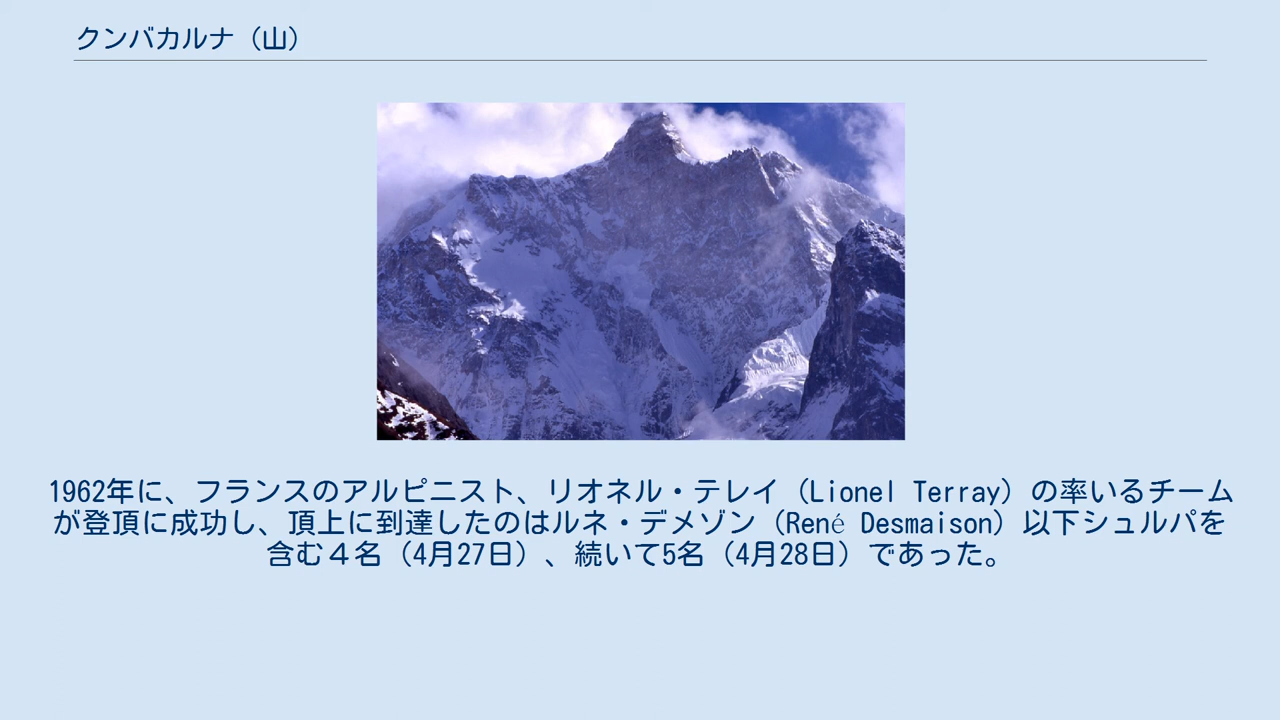 クンバカルナ（山）
1962年に、フランスのアルピニスト、リオネル・テレイ（Lionel Terray）の率いるチーム
が登頂に成功し、頂上に到達したのはルネ・デメゾン（René Desmaison）以下シュルパを
含む４名（4月27日）、続いて5名（4月28日）であった。